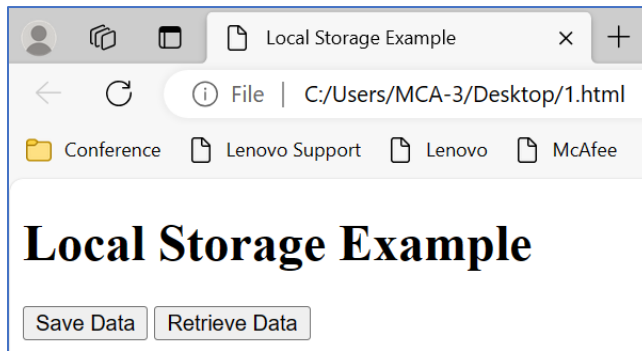 Local Storage Example
File | C:/Users/MCA-3/Desktop/1.html
Conference Lenovo Support Lenovo McAfee
Local Storage Example
Save Data Retrieve Data